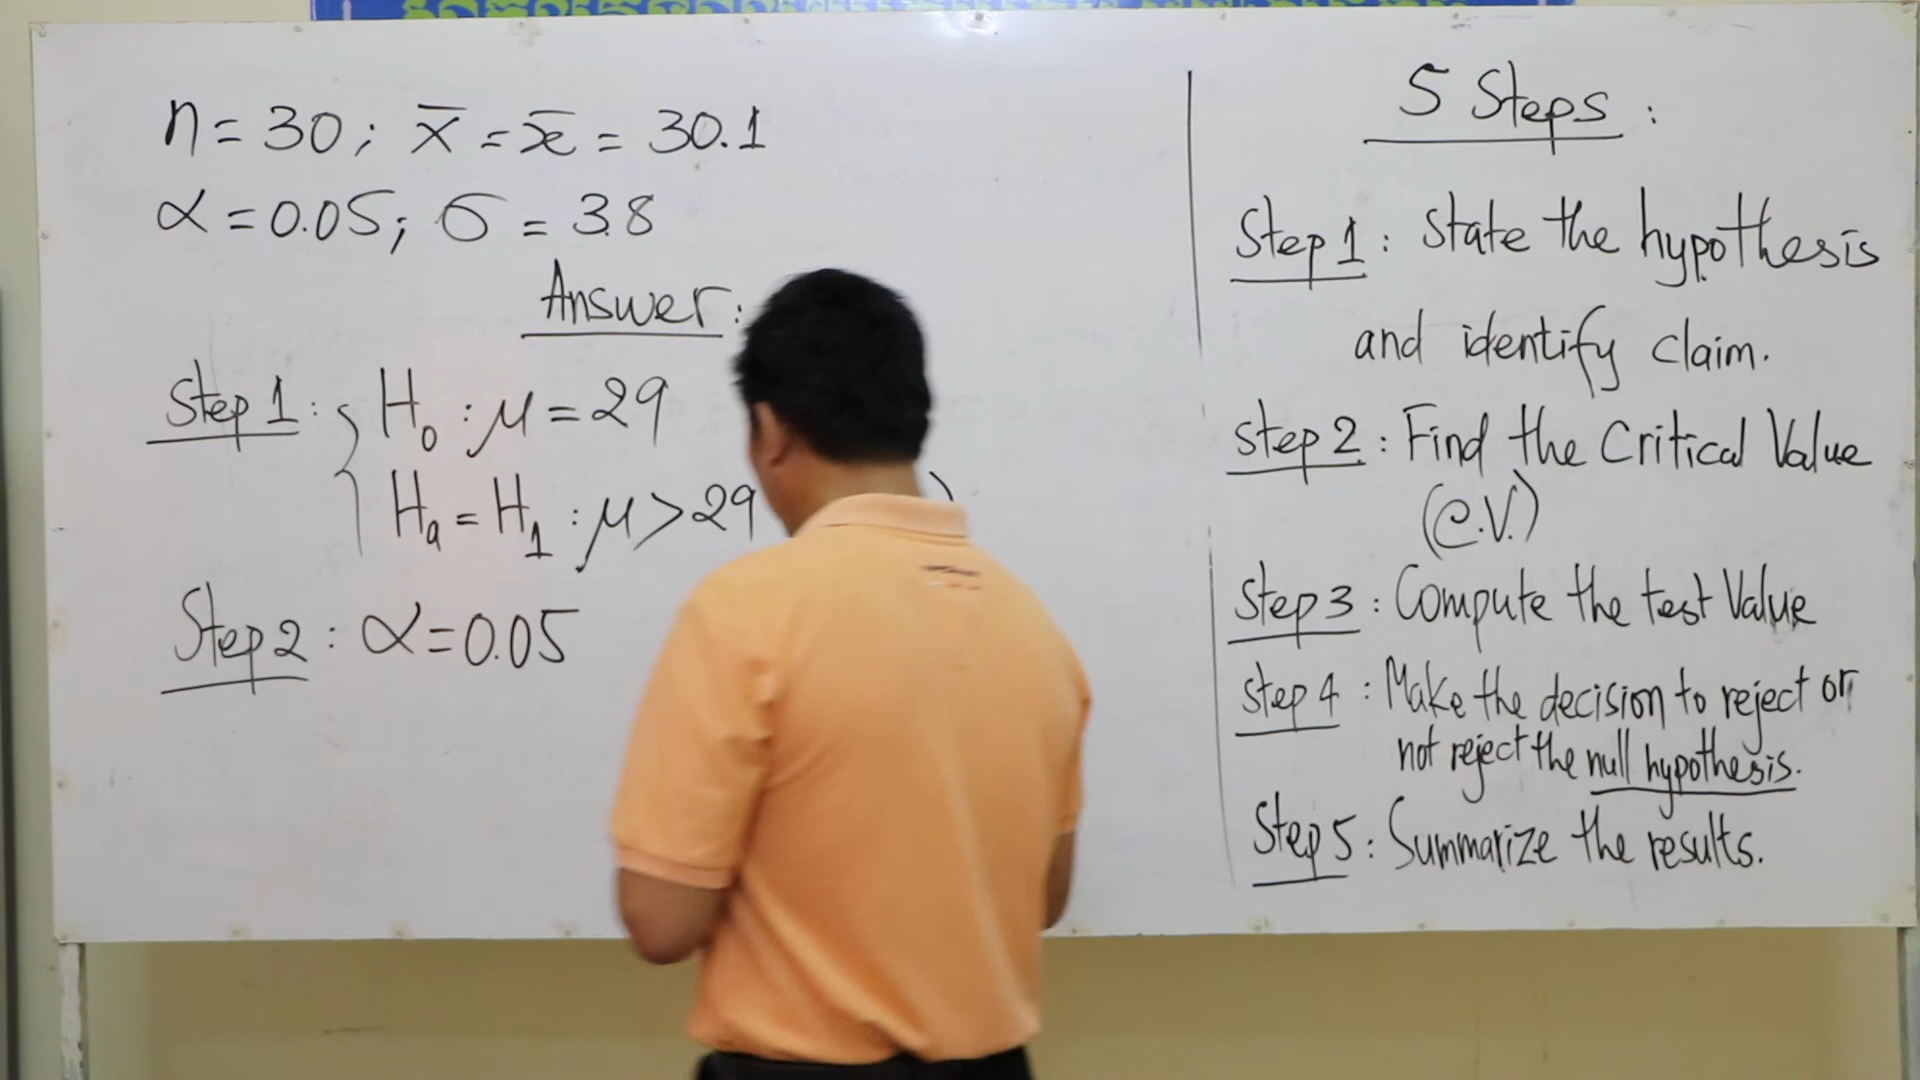 n = 30 ; X̄ = x̄ = 30.1
α = 0.05 ; σ = 3.8
Answer :
Step 1 : { H₀ : μ = 29
Hₐ = H₁ : μ > 29 )
Step 2 : α = 0.05
5 Steps :
Step 1 : State the hypothesis
and identify claim.
Step 2 : Find the Critical Value
(C.V.)
Step 3 : Compute the test Value
Step 4 : Make the decision to reject or
not reject the null hypothesis.
Step 5 : Summarize the results.